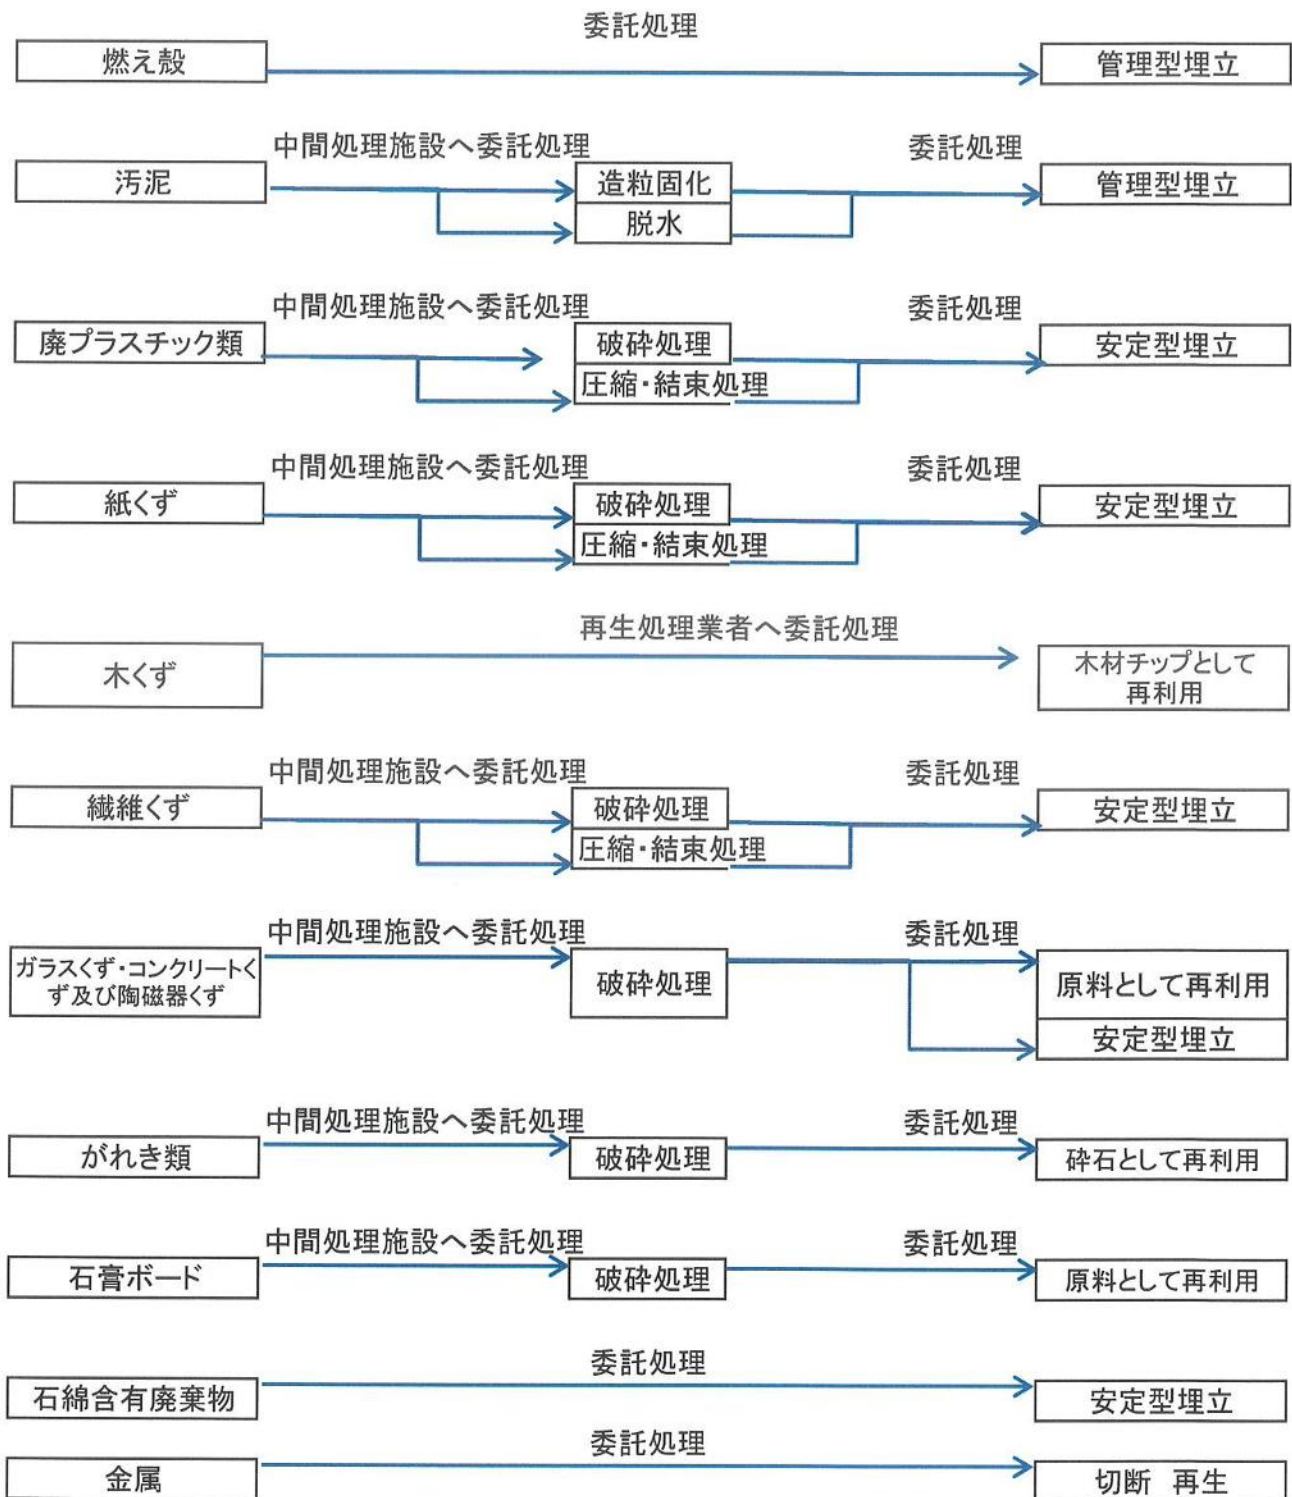 委託処理
燃え殻
管理型埋立
中間処理施設へ委託処理
委託処理
汚泥
造粒固化
管理型埋立
脱水
中間処理施設へ委託処理
委託処理
廃プラスチック類
破砕処理
安定型埋立
圧縮・結束処理
中間処理施設へ委託処理
委託処理
紙くず
破砕処理
安定型埋立
圧縮・結束処理
再生処理業者へ委託処理
木くず
木材チップとして
再利用
中間処理施設へ委託処理
委託処理
繊維くず
破砕処理
安定型埋立
圧縮・結束処理
中間処理施設へ委託処理
委託処理
ガラスくず・コンクリートく
ず及び陶磁器くず
破砕処理
原料として再利用
安定型埋立
中間処理施設へ委託処理
委託処理
がれき類
破砕処理
砕石として再利用
中間処理施設へ委託処理
委託処理
石膏ボード
破砕処理
原料として再利用
委託処理
石綿含有廃棄物
安定型埋立
委託処理
金属
切断　再生